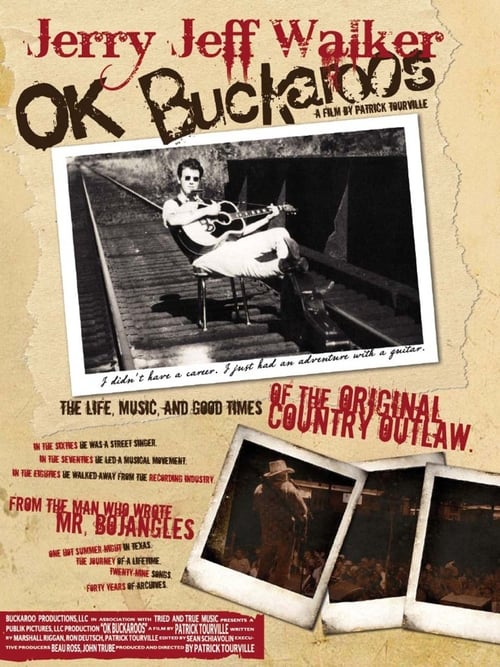 Jerry Jeff Walker
OK Buckaroos
A FILM BY PATRICK TOURVILLE
I didn't have a career. I just had an adventure with a guitar.
THE LIFE, MUSIC, AND GOOD TIMES OF THE ORIGINAL
COUNTRY OUTLAW.
IN THE SIXTIES HE WAS A STREET SINGER.
IN THE SEVENTIES HE LED A MUSICAL MOVEMENT.
IN THE EIGHTIES HE WALKED AWAY FROM THE RECORDING INDUSTRY.
FROM THE MAN WHO WROTE
MR. BOJANGLES
ONE HOT SUMMER NIGHT IN TEXAS.
THE JOURNEY OF A LIFETIME.
TWENTY-NINE SONGS.
FORTY YEARS OF ARCHIVES.
BUCKAROO PRODUCTIONS, LLC IN ASSOCIATION WITH TRIED AND TRUE MUSIC PRESENTS A
PUBLIK PICTURES, LLC PRODUCTION "OK BUCKAROOS" A FILM BY PATRICK TOURVILLE WRITTEN
BY MARSHALL RIGGAN, RON DEUTSCH, PATRICK TOURVILLE EDITED BY SEAN SCHIAVOLIN EXECU-
TIVE PRODUCERS BEAU ROSS, JOHN TRUBE PRODUCED AND DIRECTED BY PATRICK TOURVILLE